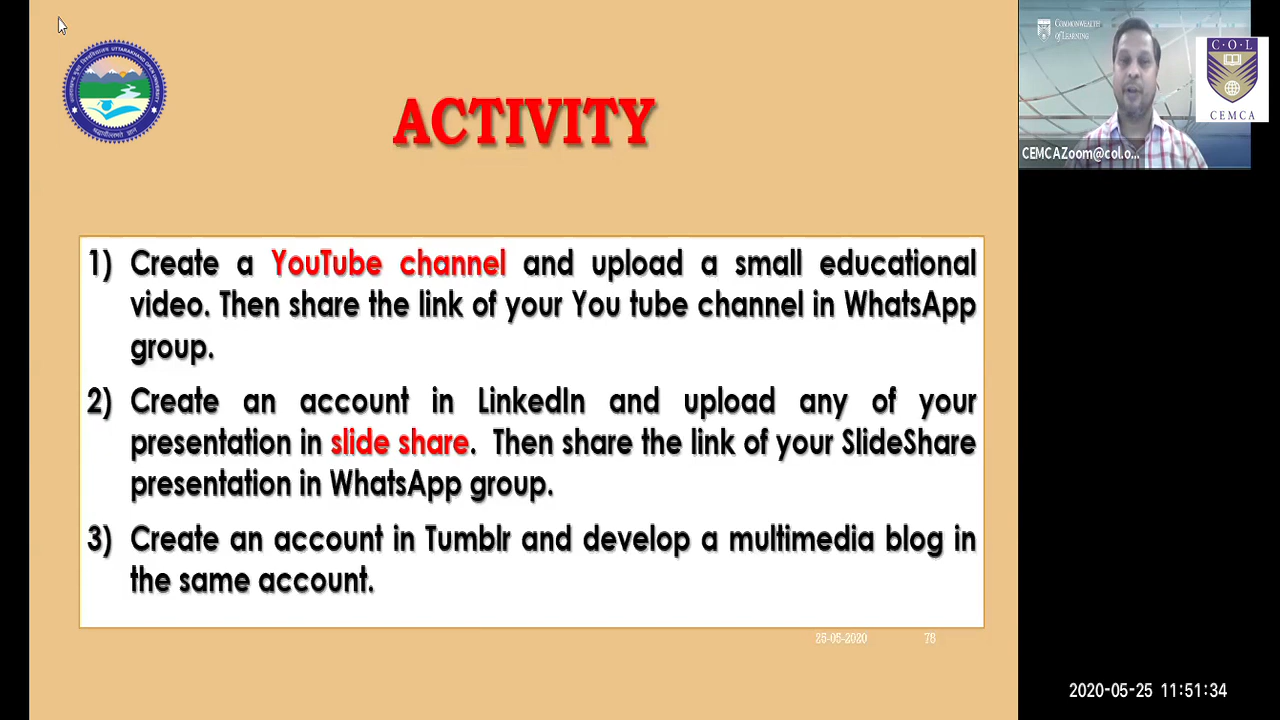 COMMONWEALTH
of LEARNING
C·O·L
CEMCA
UTTARAKHAND OPEN UNIVERSITY
ACTIVITY
CEMCAZoom@col.o...
1) Create a YouTube channel and upload a small educational
video. Then share the link of your You tube channel in WhatsApp
group.
2) Create an account in LinkedIn and upload any of your
presentation in slide share. Then share the link of your SlideShare
presentation in WhatsApp group.
3) Create an account in Tumblr and develop a multimedia blog in
the same account.
25-05-2020 78
2020-05-25 11:51:34